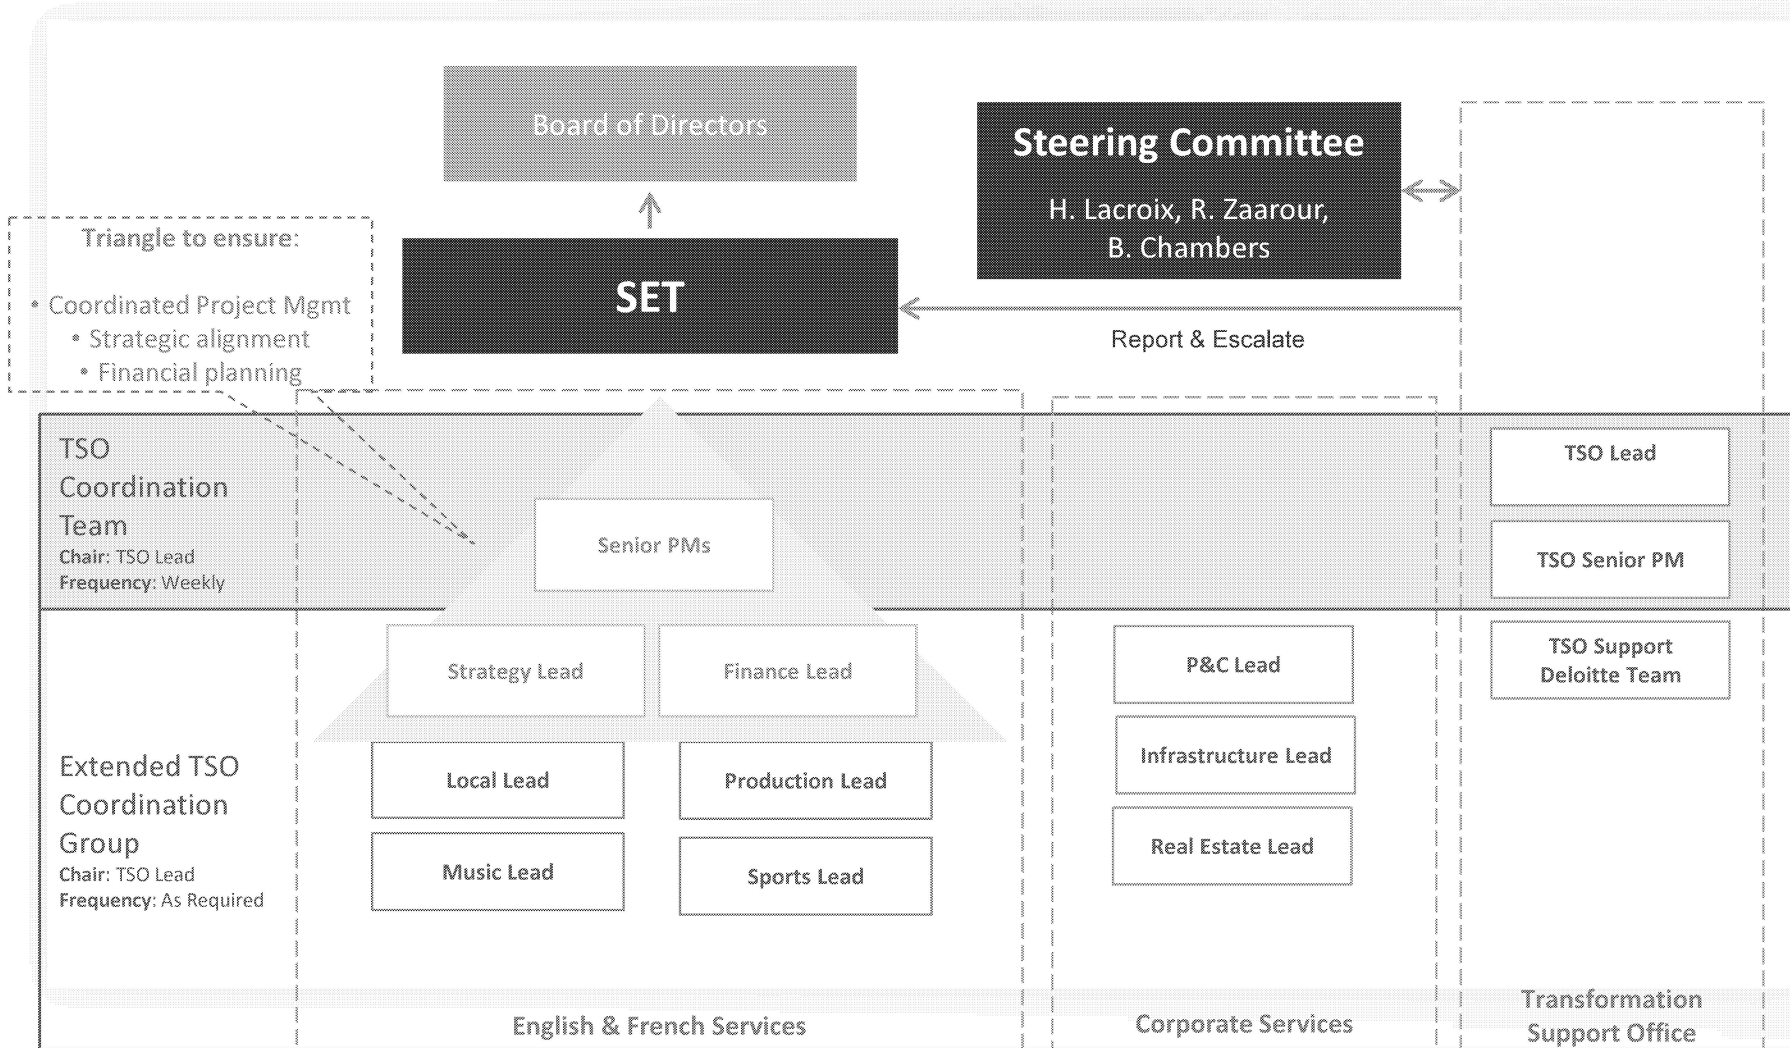 Board of Directors
Steering Committee
H. Lacroix, R. Zaarour,
B. Chambers
Triangle to ensure:
• Coordinated Project Mgmt
• Strategic alignment
• Financial planning
SET
Report & Escalate
TSO
Coordination
Team
Chair: TSO Lead
Frequency: Weekly
Senior PMs
TSO Lead
TSO Senior PM
Strategy Lead
Finance Lead
P&C Lead
TSO Support
Deloitte Team
Extended TSO
Coordination
Group
Chair: TSO Lead
Frequency: As Required
Local Lead
Production Lead
Infrastructure Lead
Music Lead
Sports Lead
Real Estate Lead
English & French Services
Corporate Services
Transformation
Support Office